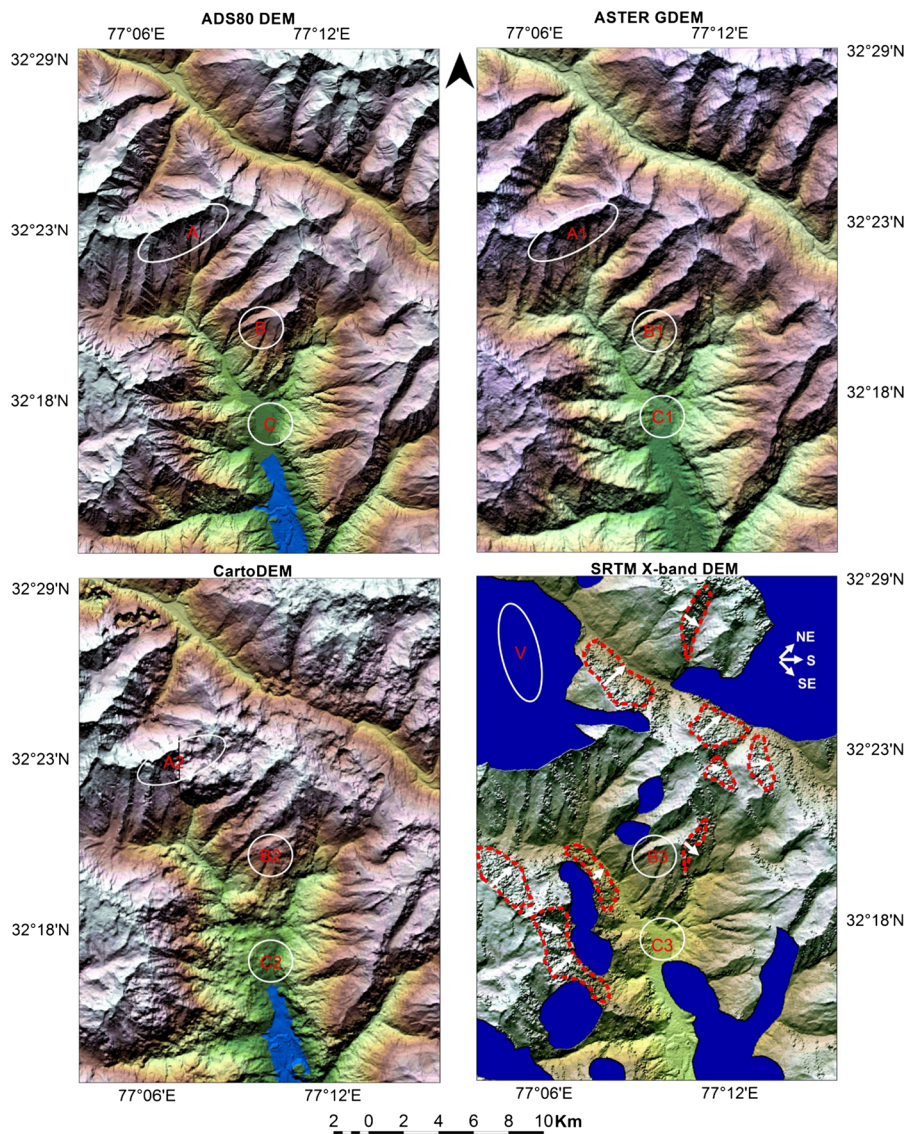 ADS80 DEM
ASTER GDEM
77°06'E 77°12'E 77°06'E 77°12'E
32°29'N 32°29'N
32°23'N 32°23'N
A A1
B B1
32°18'N 32°18'N
C C1
CartoDEM
SRTM X-band DEM
32°29'N 32°29'N
V
NE
S
SE
32°23'N 32°23'N
A2
B2 B3
32°18'N 32°18'N
C2 C3
77°06'E 77°12'E 77°06'E 77°12'E
2 0 2 4 6 8 10Km